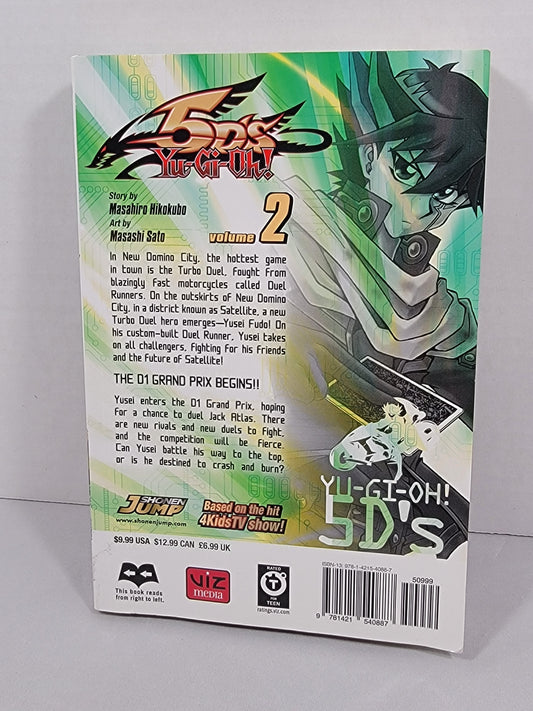 5D's
Yu-Gi-Oh!
Story by
Masahiro Hikokubo
Art by
Masashi Sato
volume 2
In New Domino City, the hottest game
in town is the Turbo Duel, fought from
blazingly fast motorcycles called Duel
Runners. On the outskirts of New Domino
City, in a district known as Satellite, a new
Turbo Duel hero emerges—Yusei Fudo! On
his custom-built Duel Runner, Yusei takes
on all challengers, fighting for his friends
and the future of Satellite!
THE D1 GRAND PRIX BEGINS!!
Yusei enters the D1 Grand Prix, hoping
for a chance to duel Jack Atlas. There
are new rivals and new duels to fight,
and the competition will be fierce.
Can Yusei battle his way to the top,
or is he destined to crash and burn?
YU-GI-OH!
5D's
SHONEN
JUMP
www.shonenjump.com
Based on the hit
4KidsTV show!
$9.99 USA $12.99 CAN £6.99 UK
This book reads
from right to left.
VIZ
MEDIA
RATED
T
FOR
TEEN
ratings.viz.com
ISBN-13: 978-1-4215-4088-7
50999
9 781421 540887